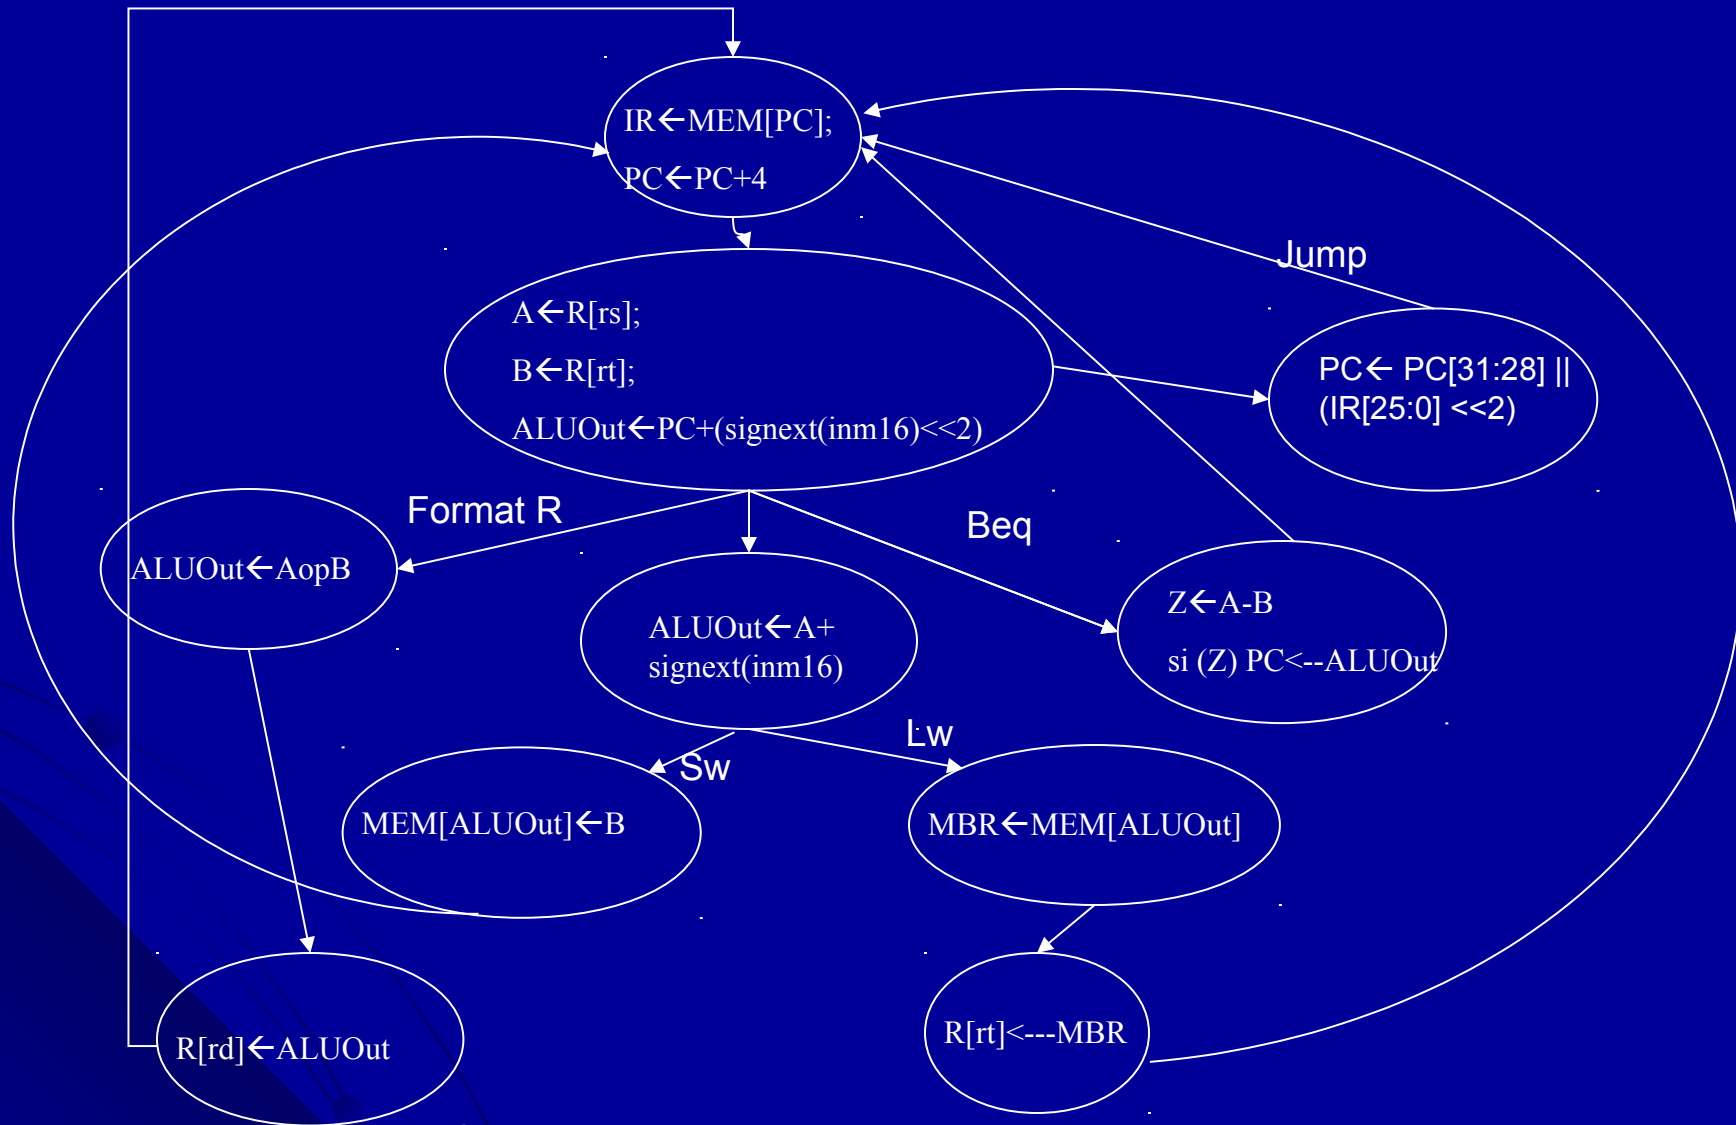 IR←MEM[PC];
PC←PC+4
Jump
A←R[rs];
B←R[rt];
ALUOut←PC+(signext(inm16)<<2)
PC← PC[31:28] ||
(IR[25:0] <<2)
Format R
Beq
ALUOut←AopB
ALUOut←A+
signext(inm16)
Z←A-B
si (Z) PC<--ALUOut
Lw
Sw
MEM[ALUOut]←B
MBR←MEM[ALUOut]
R[rd]←ALUOut
R[rt]<---MBR